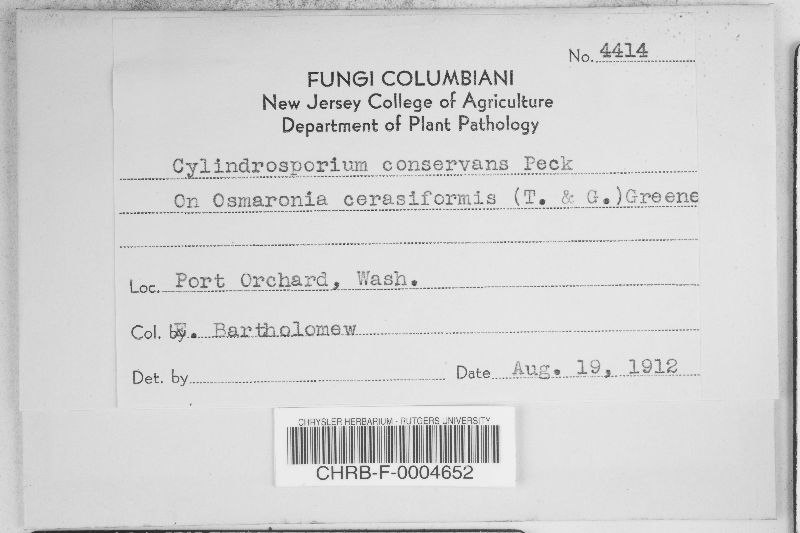 No. 4414
FUNGI COLUMBIANI
New Jersey College of Agriculture
Department of Plant Pathology
Cylindrosporium conservans Peck
On Osmaronia cerasiformis (T. & G.)Greene
Loc. Port Orchard, Wash.
Col. by E. Bartholomew
Det. by
Date Aug. 19, 1912
CHRYSLER HERBARIUM - RUTGERS UNIVERSITY
CHRB-F-0004652